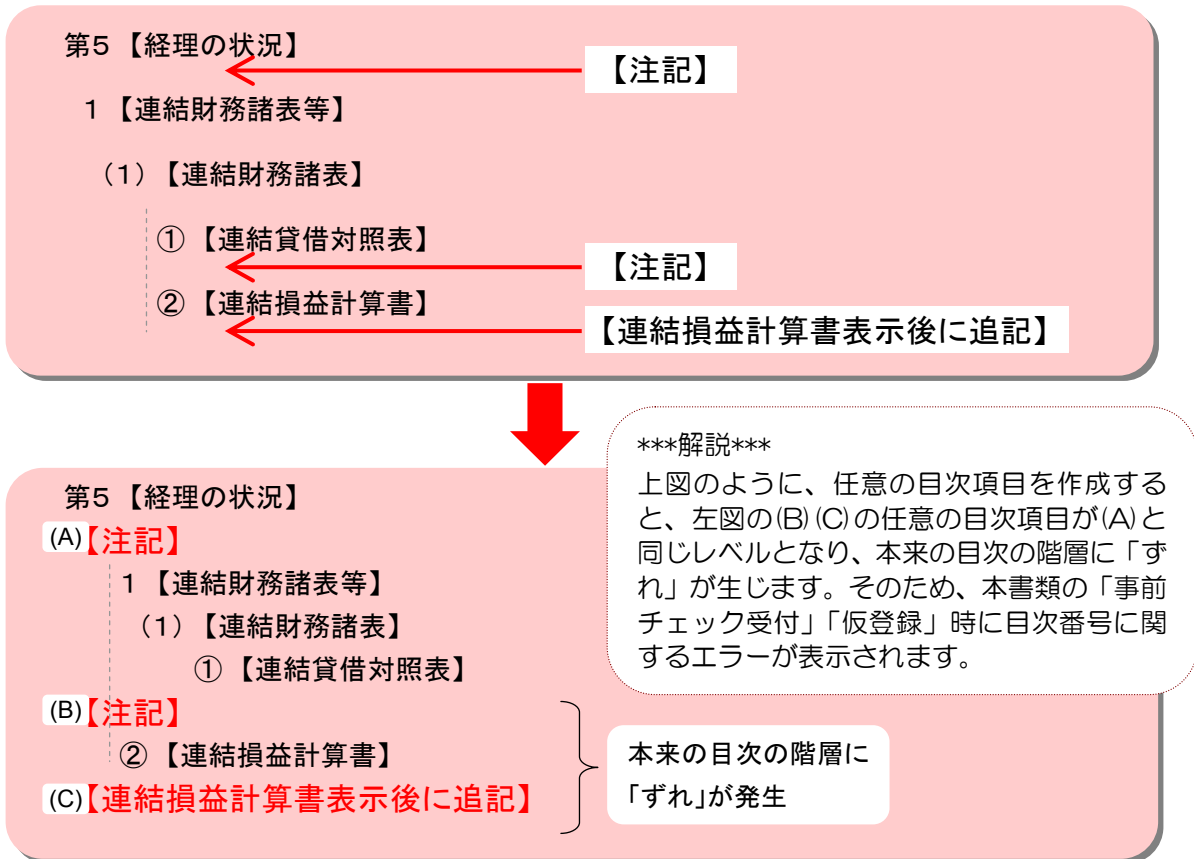 第5【経理の状況】
【注記】
1【連結財務諸表等】
(1)【連結財務諸表】
①【連結貸借対照表】
【注記】
②【連結損益計算書】
【連結損益計算書表示後に追記】
***解説***
上図のように、任意の目次項目を作成する
と、左図の(B)(C)の任意の目次項目が(A)と
同じレベルとなり、本来の目次の階層に「ず
れ」が生じます。そのため、本書類の「事前
チェック受付」「仮登録」時に目次番号に関
するエラーが表示されます。
第5【経理の状況】
(A)【注記】
1【連結財務諸表等】
(1)【連結財務諸表】
①【連結貸借対照表】
(B)【注記】
②【連結損益計算書】
(C)【連結損益計算書表示後に追記】
本来の目次の階層に
「ずれ」が発生